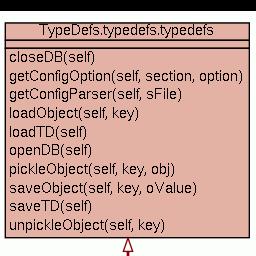 TypeDefs.typedefs.typedefs
closeDB(self)
getConfigOption(self, section, option)
getConfigParser(self, sFile)
loadObject(self, key)
loadTD(self)
openDB(self)
pickleObject(self, key, obj)
saveObject(self, key, oValue)
saveTD(self)
unpickleObject(self, key)